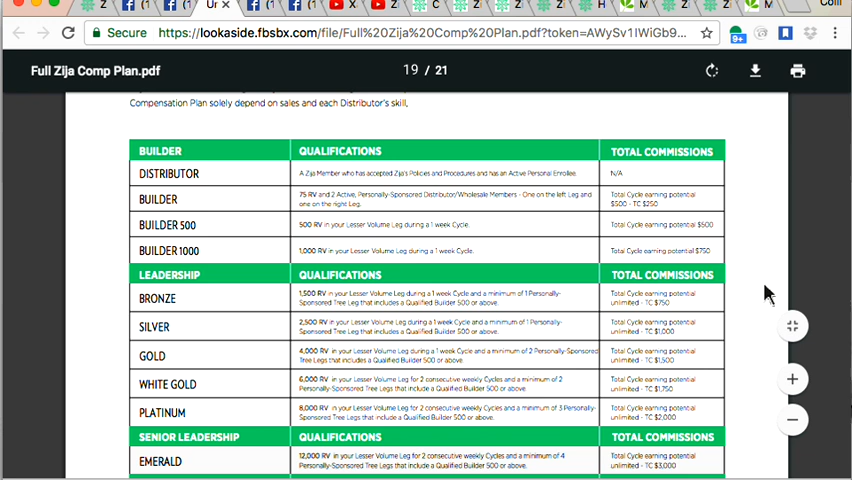 Z
(1
Ur
(1
(1
X
Zij
C
Z
Z
Z
H
M
Z
Z
M
Colli
Secure
https://lookaside.fbsbx.com/file/Full%20Zija%20Comp%20Plan.pdf?token=AWySv1IWiGb9...
9+
Full Zija Comp Plan.pdf
19 / 21
Compensation Plan solely depend on sales and each Distributor's skill,
BUILDER QUALIFICATIONS TOTAL COMMISSIONS
DISTRIBUTOR A Zija Member who has accepted Zija's Policies and Procedures and has an Active Personal Enrollee. N/A
BUILDER 75 RV and 2 Active, Personally-Sponsored Distributor/Wholesale Members - One on the left Leg and Total Cycle earning potential
one on the right Leg. $500 - TC $250
BUILDER 500 500 RV in your Lesser Volume Leg during a 1 week Cycle. Total Cycle earning potential $500
BUILDER 1000 1,000 RV in your Lesser Volume Leg during a 1 week Cycle. Total Cycle earning potential $750
LEADERSHIP QUALIFICATIONS TOTAL COMMISSIONS
BRONZE 1,500 RV in your Lesser Volume Leg during a 1 week Cycle and a minimum of 1 Personally- Total Cycle earning potential
Sponsored Tree Leg that includes a Qualified Builder 500 or above. unlimited - TC $750
SILVER 2,500 RV in your Lesser Volume Leg during a 1 week Cycle and a minimum of 1 Personally- Total Cycle earning potential
Sponsored Tree Leg that includes a Qualified Builder 500 or above. unlimited - TC $1,000
GOLD 4,000 RV in your Lesser Volume Leg during a 1 week Cycle and a minimum of 2 Personally-Sponsored Total Cycle earning potential
Tree Legs that includes a Qualified Builder 500 or above. unlimited - TC $1,500
WHITE GOLD 6,000 RV in your Lesser Volume Leg for 2 consecutive weekly Cycles and a minimum of 2 Total Cycle earning potential
Personally-Sponsored Tree Legs that include a Qualified Builder 500 or above. unlimited - TC $1,750
PLATINUM 8,000 RV in your Lesser Volume Leg for 2 consecutive weekly Cycles and a minimum of 3 Personally- Total Cycle earning potential
Sponsored Tree Legs that include a Qualified Builder 500 or above. unlimited - TC $2,000
SENIOR LEADERSHIP QUALIFICATIONS TOTAL COMMISSIONS
EMERALD 12,000 RV in your Lesser Volume Leg for 2 consecutive weekly Cycles and a minimum of 4 Total Cycle earning potential
Personally-Sponsored Tree Legs that include a Qualified Builder 500 or above. unlimited - TC $3,000